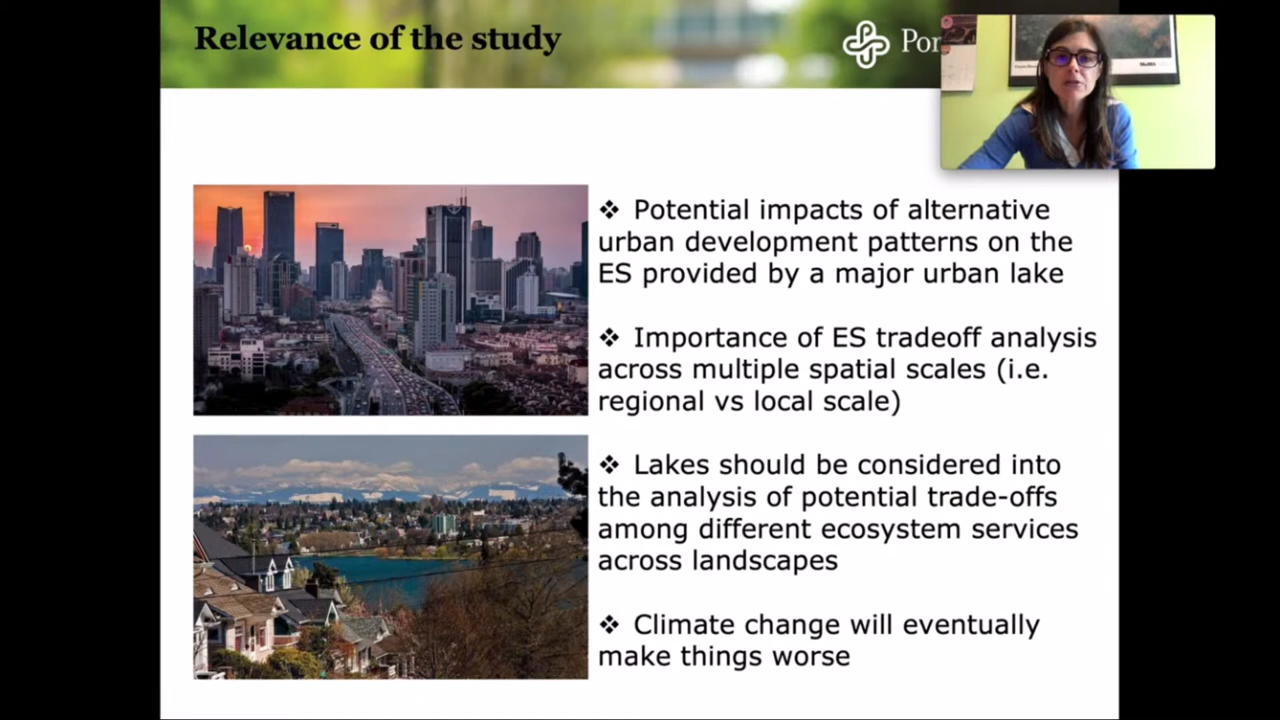 Relevance of the study
Por
❖ Potential impacts of alternative
urban development patterns on the
ES provided by a major urban lake
❖ Importance of ES tradeoff analysis
across multiple spatial scales (i.e.
regional vs local scale)
❖ Lakes should be considered into
the analysis of potential trade-offs
among different ecosystem services
across landscapes
❖ Climate change will eventually
make things worse